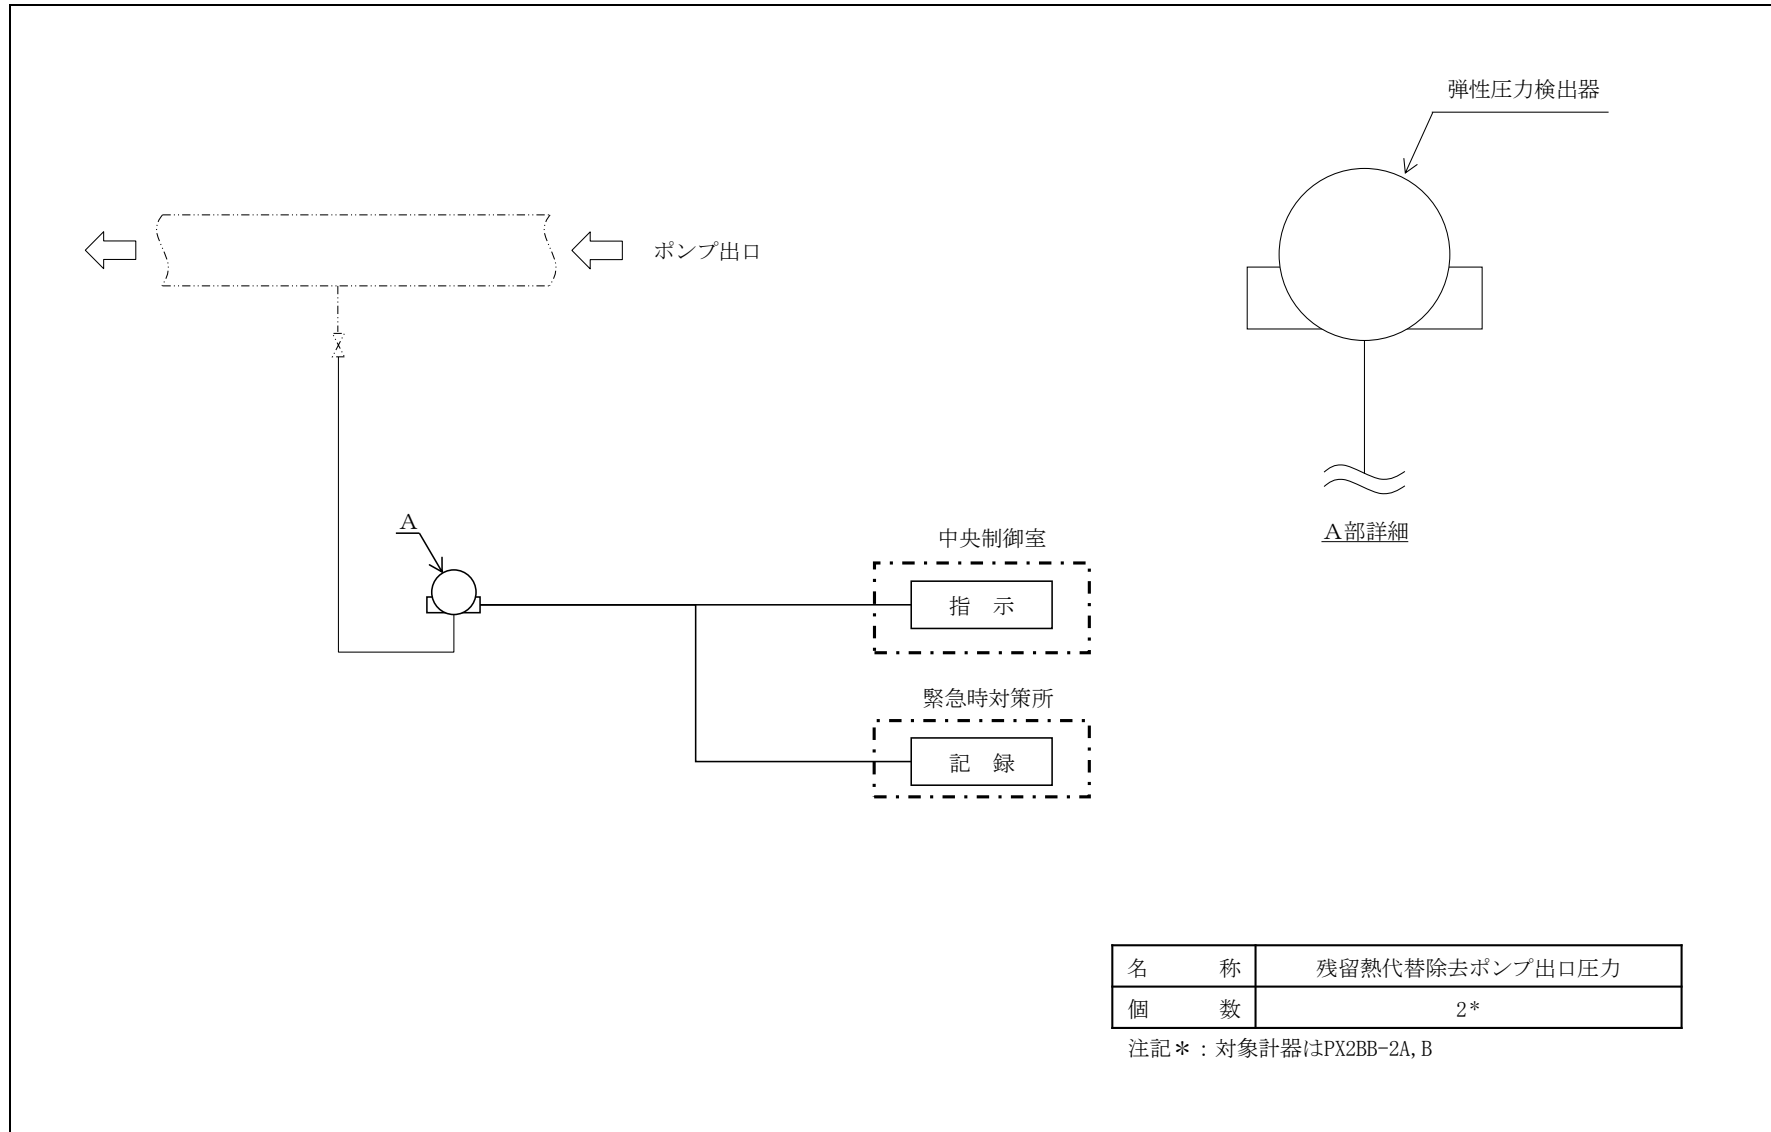 弾性圧力検出器
ポンプ出口
A
A部詳細
中央制御室
指 示
緊急時対策所
記 録
名 称 残留熱代替除去ポンプ出口圧力
個 数 2*
注記＊：対象計器はPX2BB-2A,B